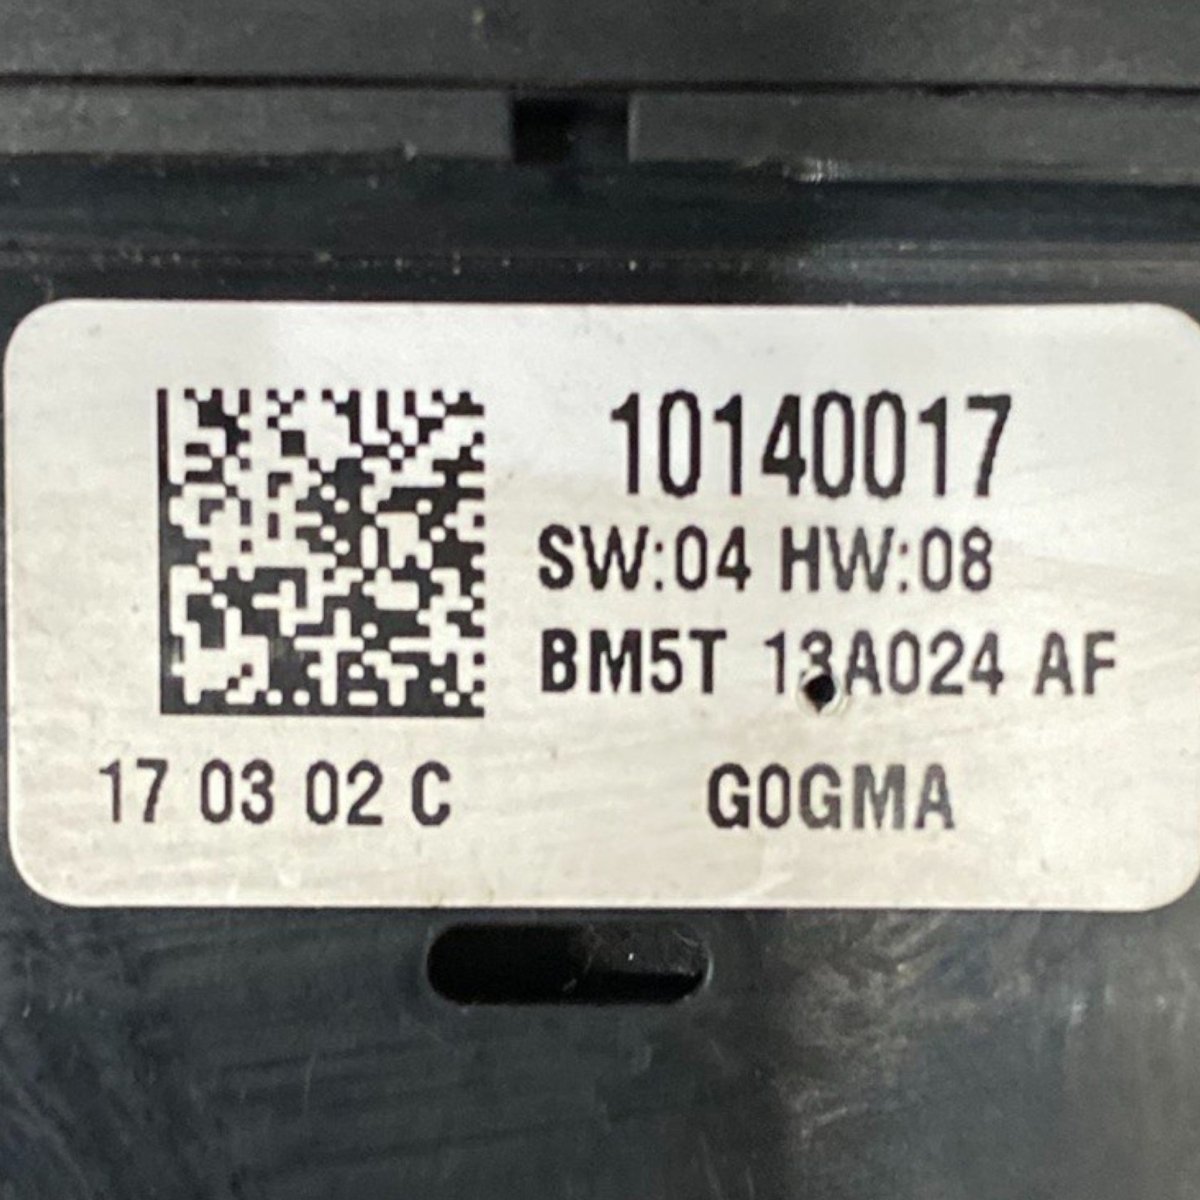 10140017
SW:04 HW:08
BM5T 13A024 AF
17 03 02 C
G0GMA